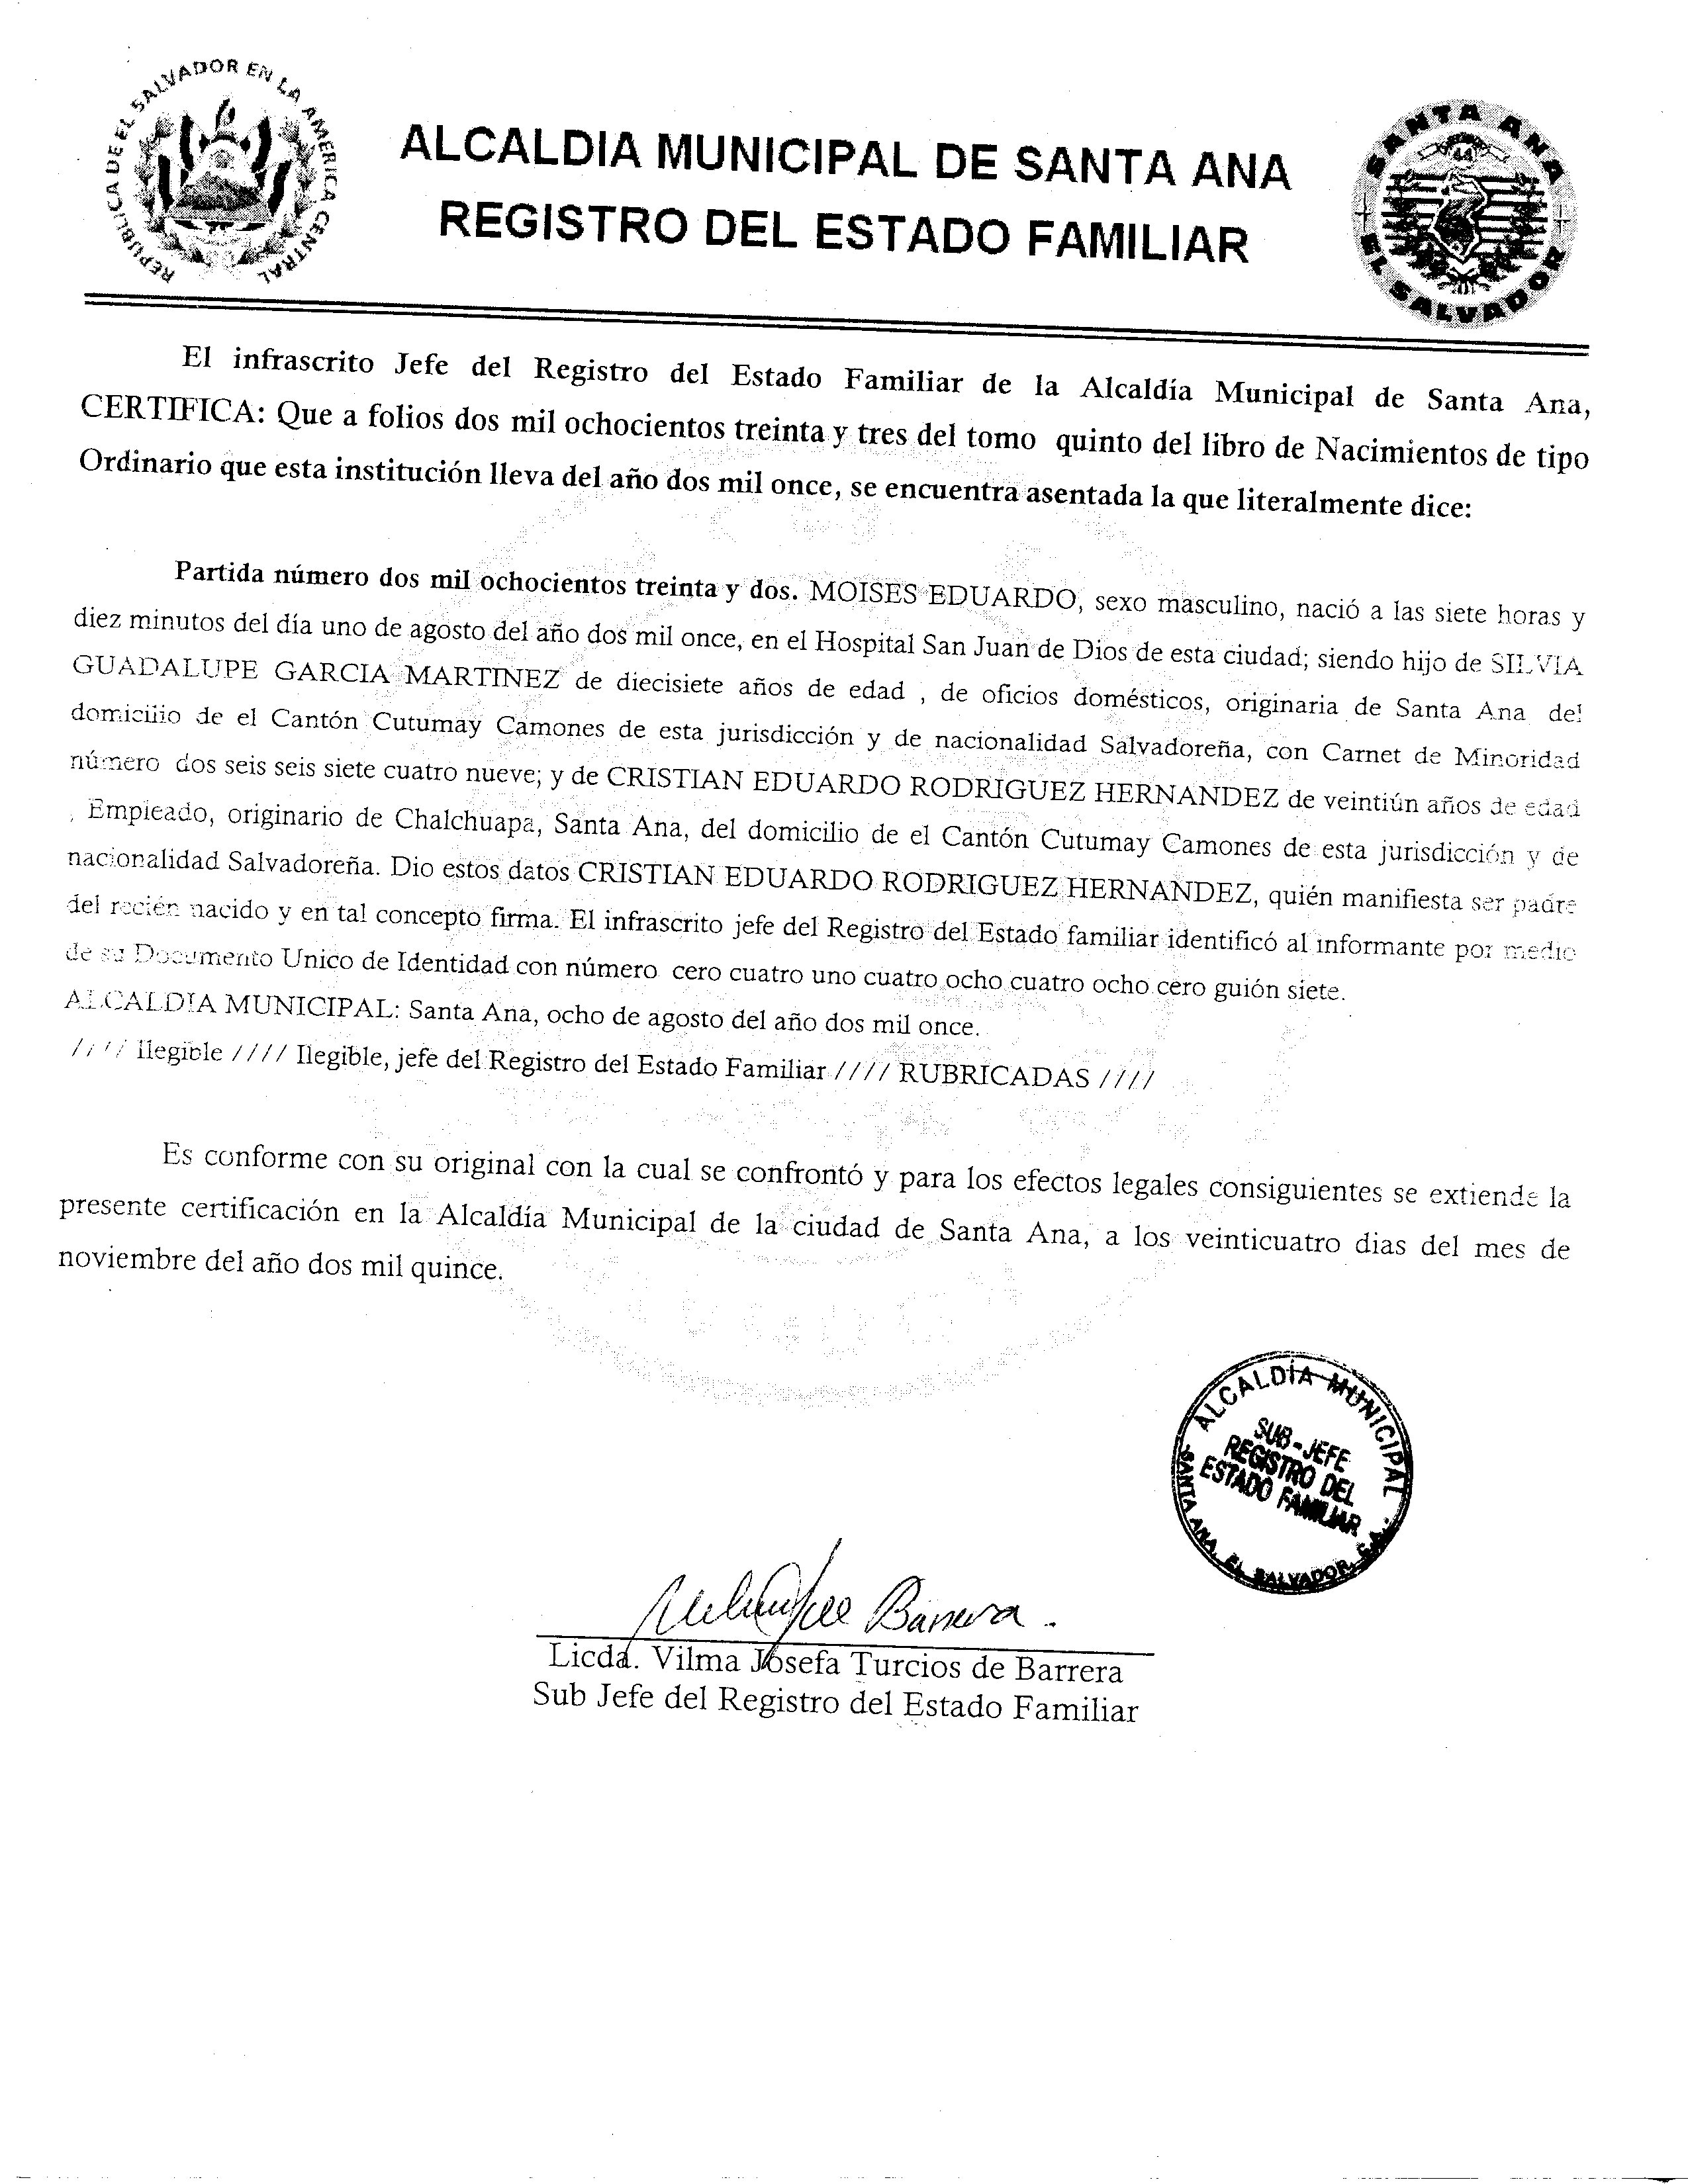 REPUBLICA DE EL SALVADOR EN LA AMERICA CENTRAL
ALCALDIA MUNICIPAL DE SANTA ANA
REGISTRO DEL ESTADO FAMILIAR
SANTA ANA
44
EL SALVADOR
El infrascrito Jefe del Registro del Estado Familiar de la Alcaldía Municipal de Santa Ana,
CERTIFICA: Que a folios dos mil ochocientos treinta y tres del tomo quinto del libro de Nacimientos de tipo
Ordinario que esta institución lleva del año dos mil once, se encuentra asentada la que literalmente dice:
Partida número dos mil ochocientos treinta y dos. MOISES EDUARDO, sexo masculino, nació a las siete horas y
diez minutos del día uno de agosto del año dos mil once, en el Hospital San Juan de Dios de esta ciudad; siendo hijo de SILVIA
GUADALUPE GARCIA MARTINEZ de diecisiete años de edad , de oficios domésticos, originaria de Santa Ana del
domicilio de el Cantón Cutumay Camones de esta jurisdicción y de nacionalidad Salvadoreña, con Carnet de Minoridad
número dos seis seis siete cuatro nueve; y de CRISTIAN EDUARDO RODRIGUEZ HERNANDEZ de veintiún años de edad
, Empleado, originario de Chalchuapa, Santa Ana, del domicilio de el Cantón Cutumay Camones de esta jurisdicción y de
nacionalidad Salvadoreña. Dio estos datos CRISTIAN EDUARDO RODRIGUEZ HERNANDEZ, quién manifiesta ser padre
del recién nacido y en tal concepto firma. El infrascrito jefe del Registro del Estado familiar identificó al informante por medio
de su Documento Unico de Identidad con número cero cuatro uno cuatro ocho cuatro ocho cero guión siete.
ALCALDIA MUNICIPAL: Santa Ana, ocho de agosto del año dos mil once.
//// Ilegible //// Ilegible, jefe del Registro del Estado Familiar //// RUBRICADAS ////
Es conforme con su original con la cual se confrontó y para los efectos legales consiguientes se extiende la
presente certificación en la Alcaldía Municipal de la ciudad de Santa Ana, a los veinticuatro dias del mes de
noviembre del año dos mil quince.
ALCALDÍA MUNICIPAL
SUB-JEFE
REGISTRO DEL
ESTADO FAMILIAR
SANTA ANA, EL SALVADOR, C.A.
Barrera
Licda. Vilma Josefa Turcios de Barrera
Sub Jefe del Registro del Estado Familiar